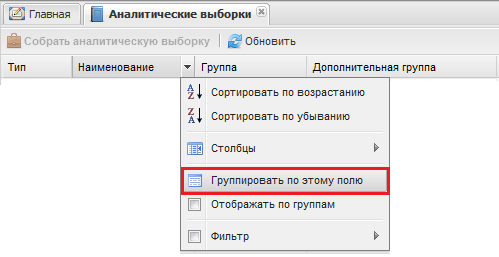 Главная Аналитические выборки
Собрать аналитическую выборку Обновить
Тип Наименование Группа Дополнительная группа
Сортировать по возрастанию
Сортировать по убыванию
Столбцы
Группировать по этому полю
Отображать по группам
Фильтр